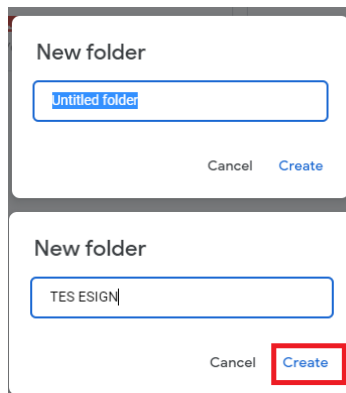 New folder
Untitled folder
Cancel Create
New folder
TES ESIGN
Cancel Create